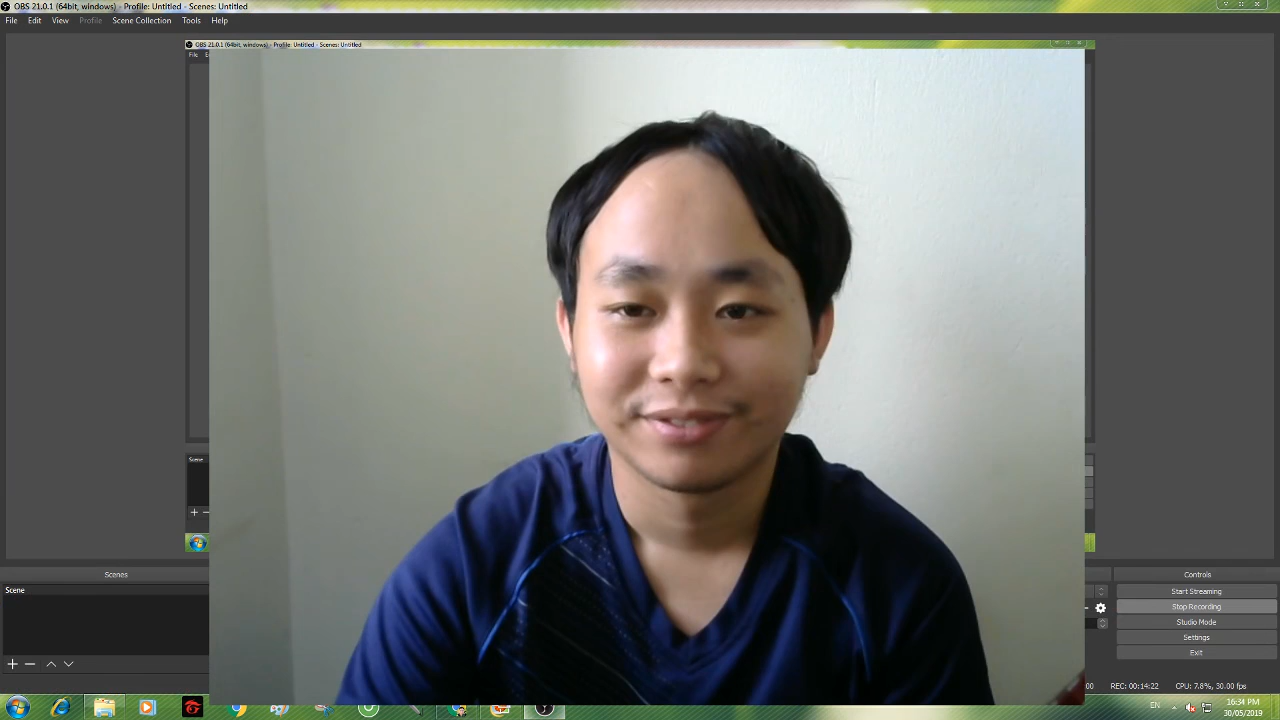 OBS 21.0.1 (64bit, windows) - Profile: Untitled - Scenes: Untitled
File Edit View Profile Scene Collection Tools Help
OBS 21.0.1 (64bit, windows) - Profile: Untitled - Scenes: Untitled
File
Scene
Scenes
Scene
Controls
Start Streaming
Stop Recording
Studio Mode
Settings
Exit
REC: 00:14:22 CPU: 7.8%, 30.00 fps
EN
16:34 PM
30/05/2019